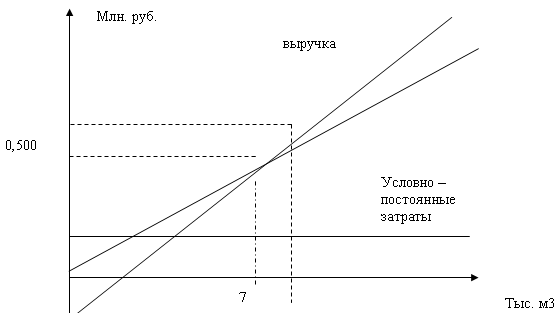 Млн. руб.
выручка
0,500
Условно –
постоянные
затраты
7
Тыс. м3